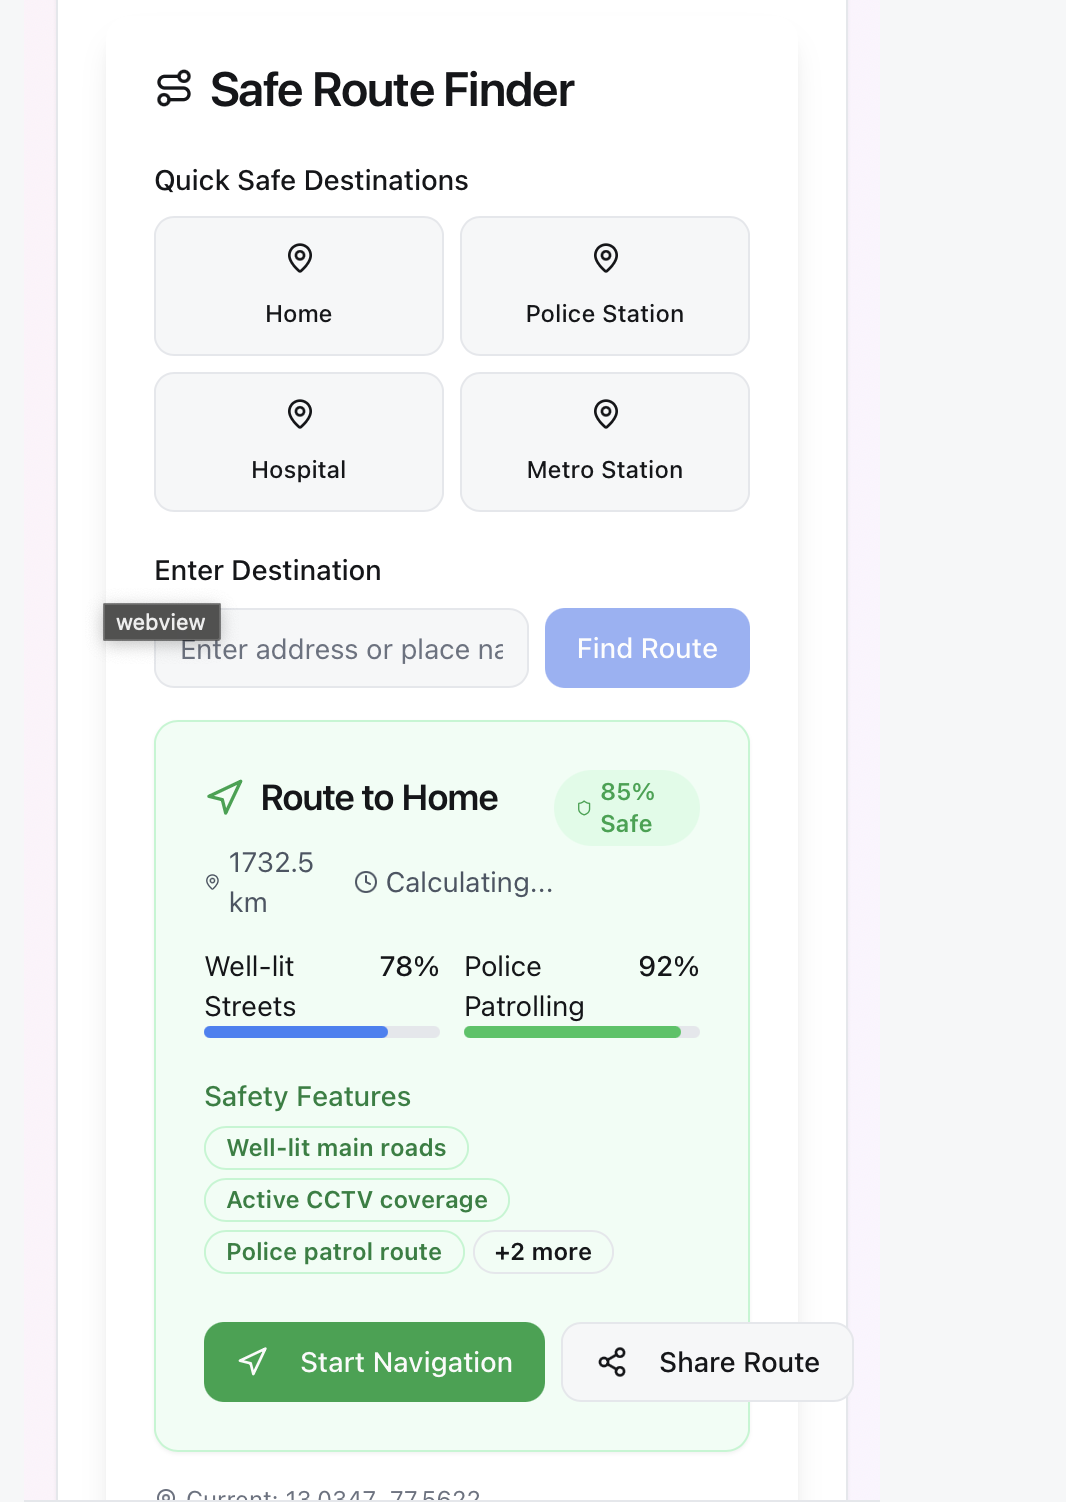 Safe Route Finder
Quick Safe Destinations
Home
Police Station
Hospital
Metro Station
Enter Destination
webview
Enter address or place na
Find Route
Route to Home
85%
Safe
1732.5
km
Calculating...
Well-lit
Streets
78%
Police
Patrolling
92%
Safety Features
Well-lit main roads
Active CCTV coverage
Police patrol route
+2 more
Start Navigation
Share Route
Current: 13.0347, 77.5622